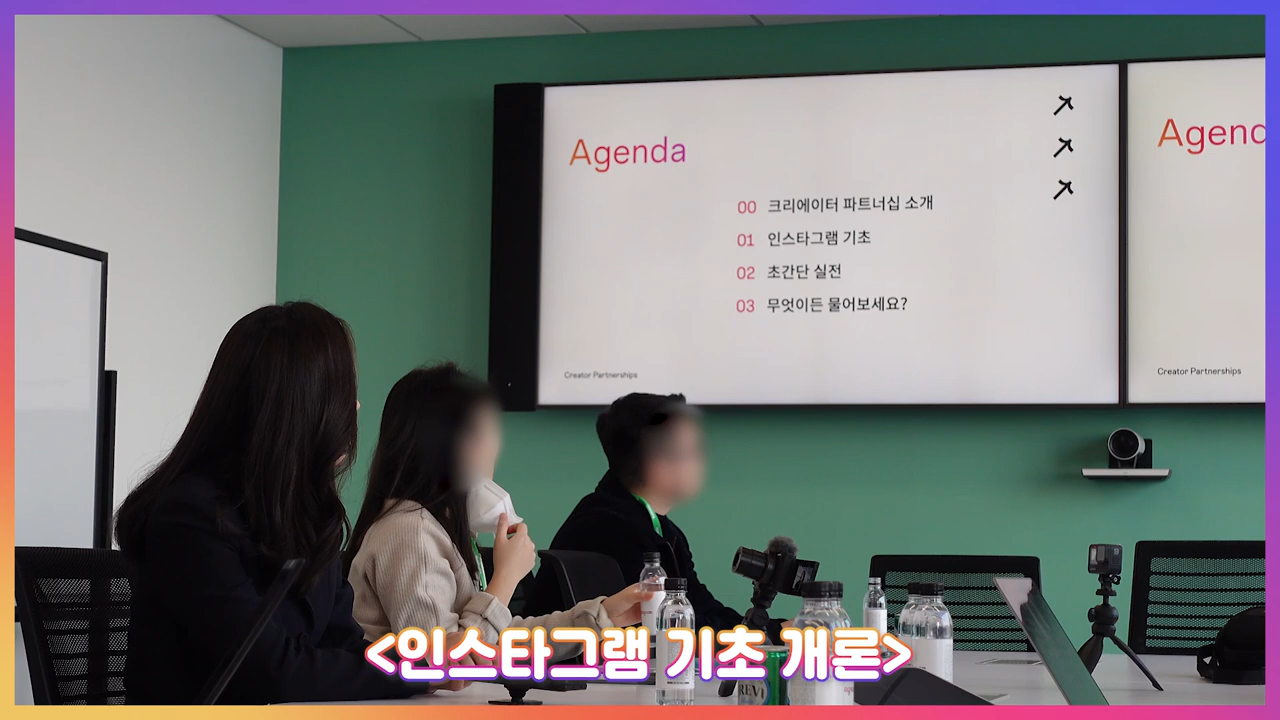 Agenda
00 크리에이터 파트너십 소개
01 인스타그램 기초
02 초간단 실전
03 무엇이든 물어보세요?
Creator Partnerships
Agend
Creator Partnerships
<인스타그램 기초 개론>